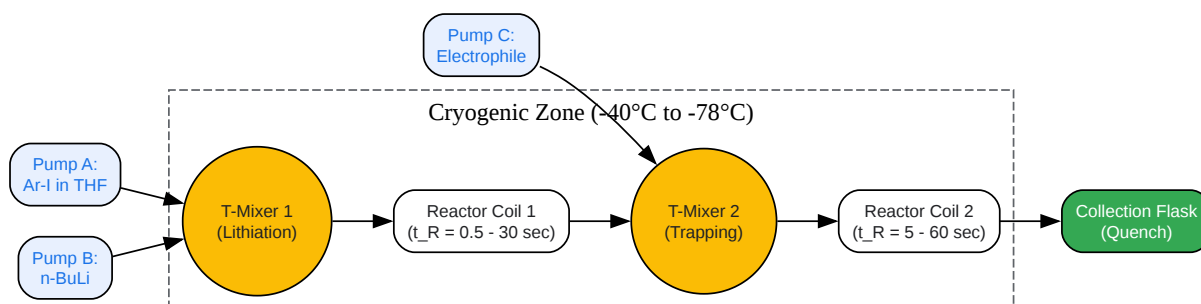 Pump C:
Electrophile
Cryogenic Zone (-40°C to -78°C)
Pump A:
Ar-I in THF
Pump B:
n-BuLi
T-Mixer 1
(Lithiation)
Reactor Coil 1
(t_R = 0.5 - 30 sec)
T-Mixer 2
(Trapping)
Reactor Coil 2
(t_R = 5 - 60 sec)
Collection Flask
(Quench)